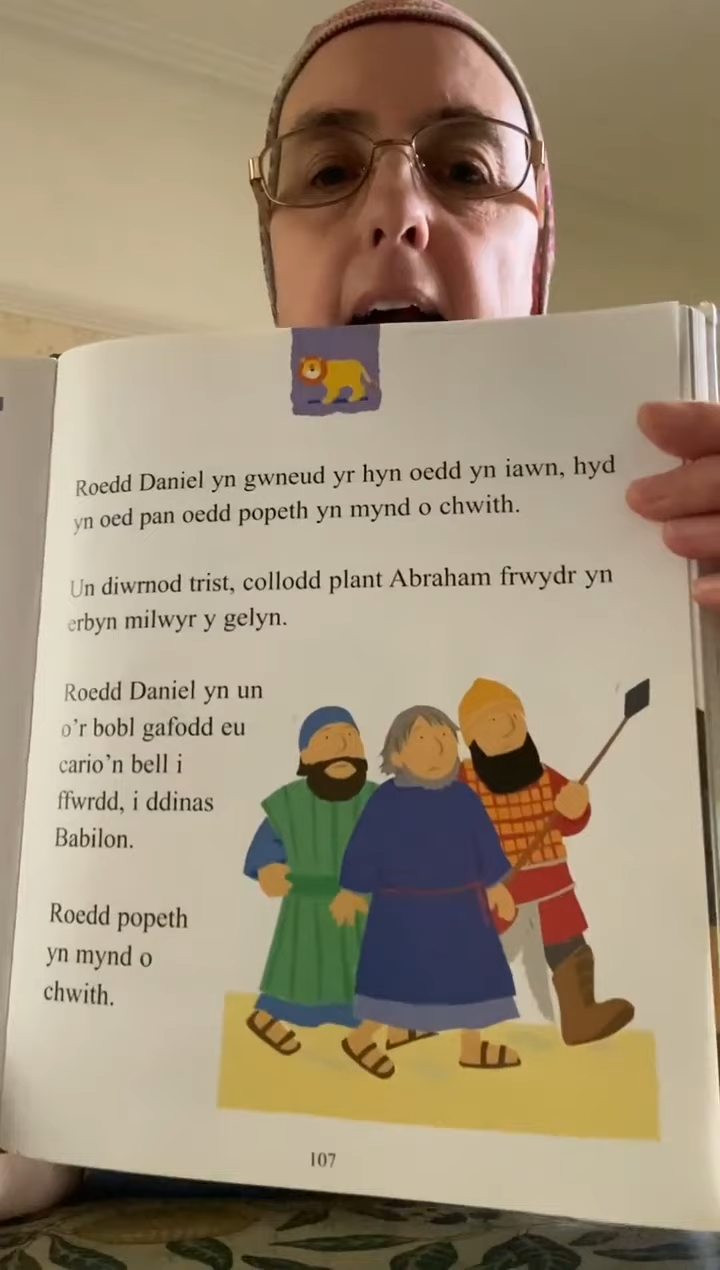 Roedd Daniel yn gwneud yr hyn oedd yn iawn, hyd
yn oed pan oedd popeth yn mynd o chwith.
Un diwrnod trist, collodd plant Abraham frwydr yn
erbyn milwyr y gelyn.
Roedd Daniel yn un
o'r bobl gafodd eu
cario'n bell i
ffwrdd, i ddinas
Babilon.
Roedd popeth
yn mynd o
chwith.
107